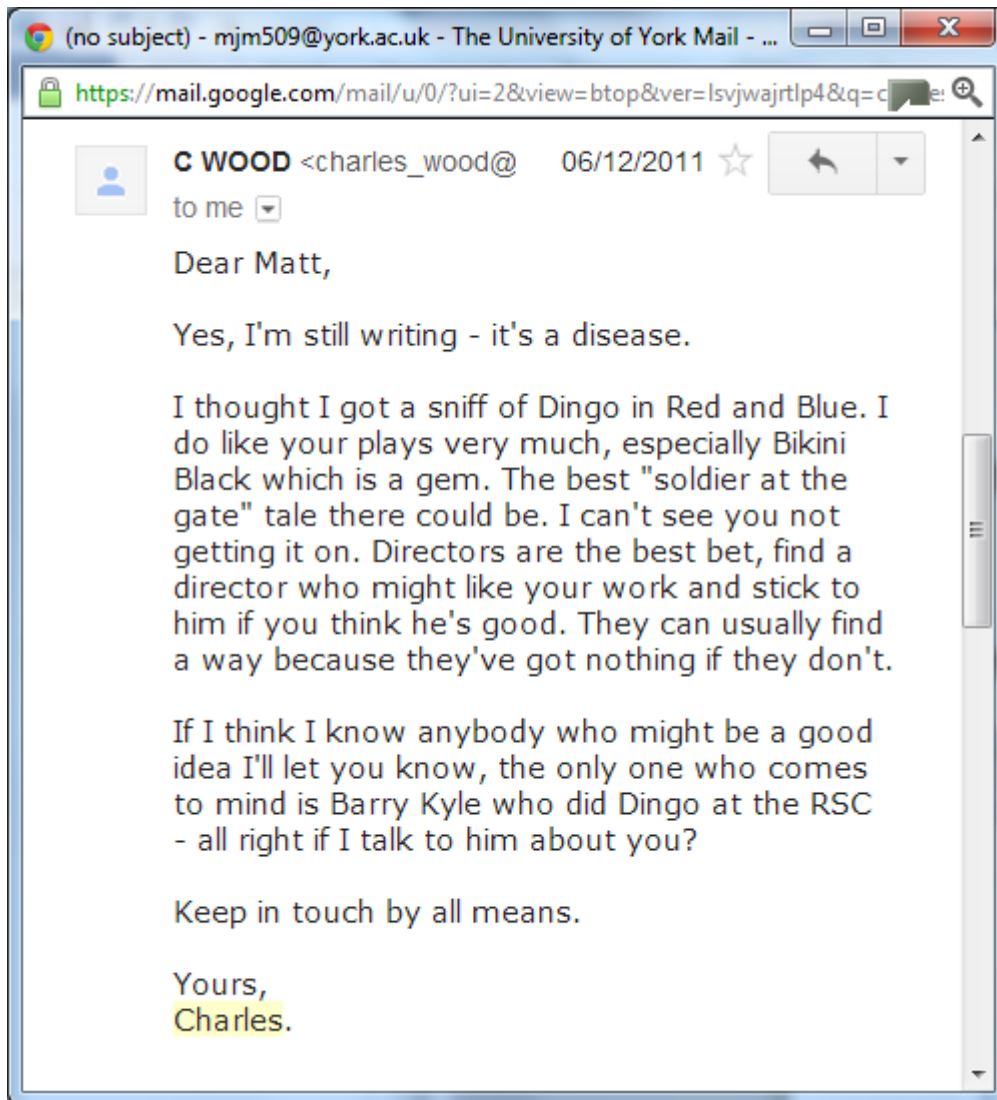 (no subject) - mjm509@york.ac.uk - The University of York Mail - ...
https://mail.google.com/mail/u/0/?ui=2&view=btop&ver=lsvjwajrtlp4&q=c
C WOOD <charles_wood@ 06/12/2011
to me
Dear Matt,
Yes, I'm still writing - it's a disease.
I thought I got a sniff of Dingo in Red and Blue. I
do like your plays very much, especially Bikini
Black which is a gem. The best "soldier at the
gate" tale there could be. I can't see you not
getting it on. Directors are the best bet, find a
director who might like your work and stick to
him if you think he's good. They can usually find
a way because they've got nothing if they don't.
If I think I know anybody who might be a good
idea I'll let you know, the only one who comes
to mind is Barry Kyle who did Dingo at the RSC
- all right if I talk to him about you?
Keep in touch by all means.
Yours,
Charles.